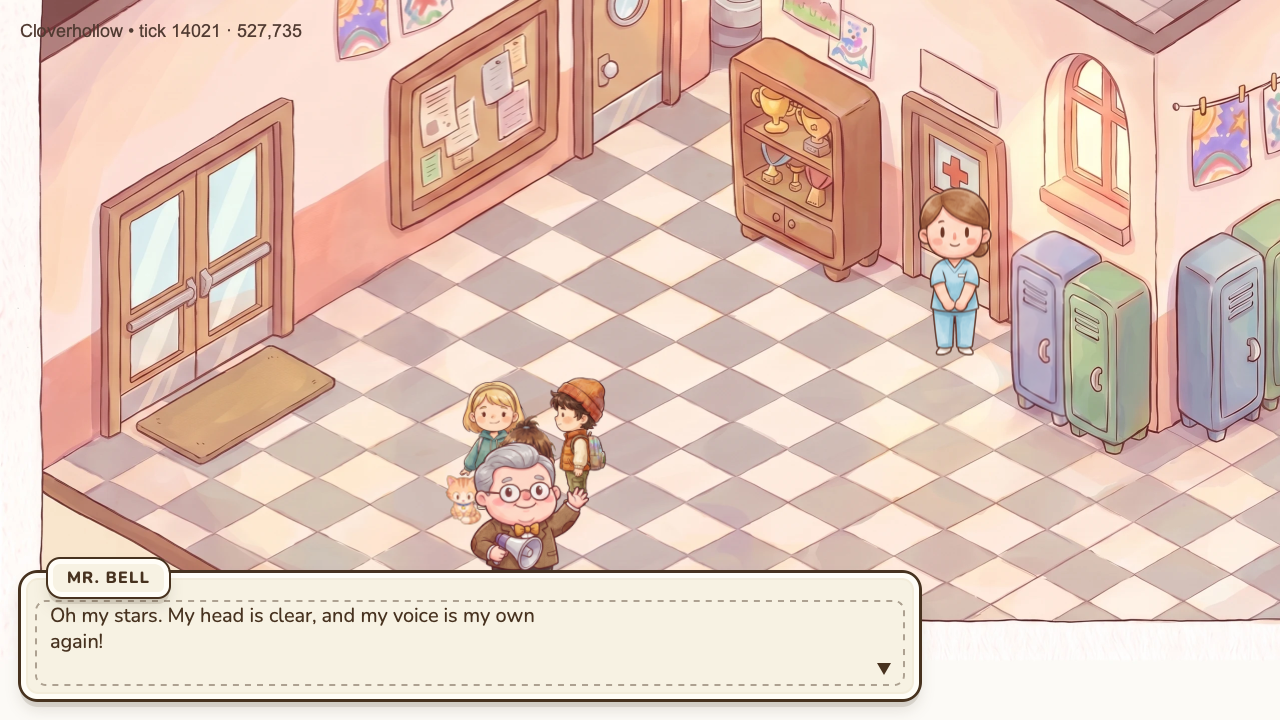 Cloverhollow • tick 14021 · 527,735
MR. BELL
Oh my stars. My head is clear, and my voice is my own
again!